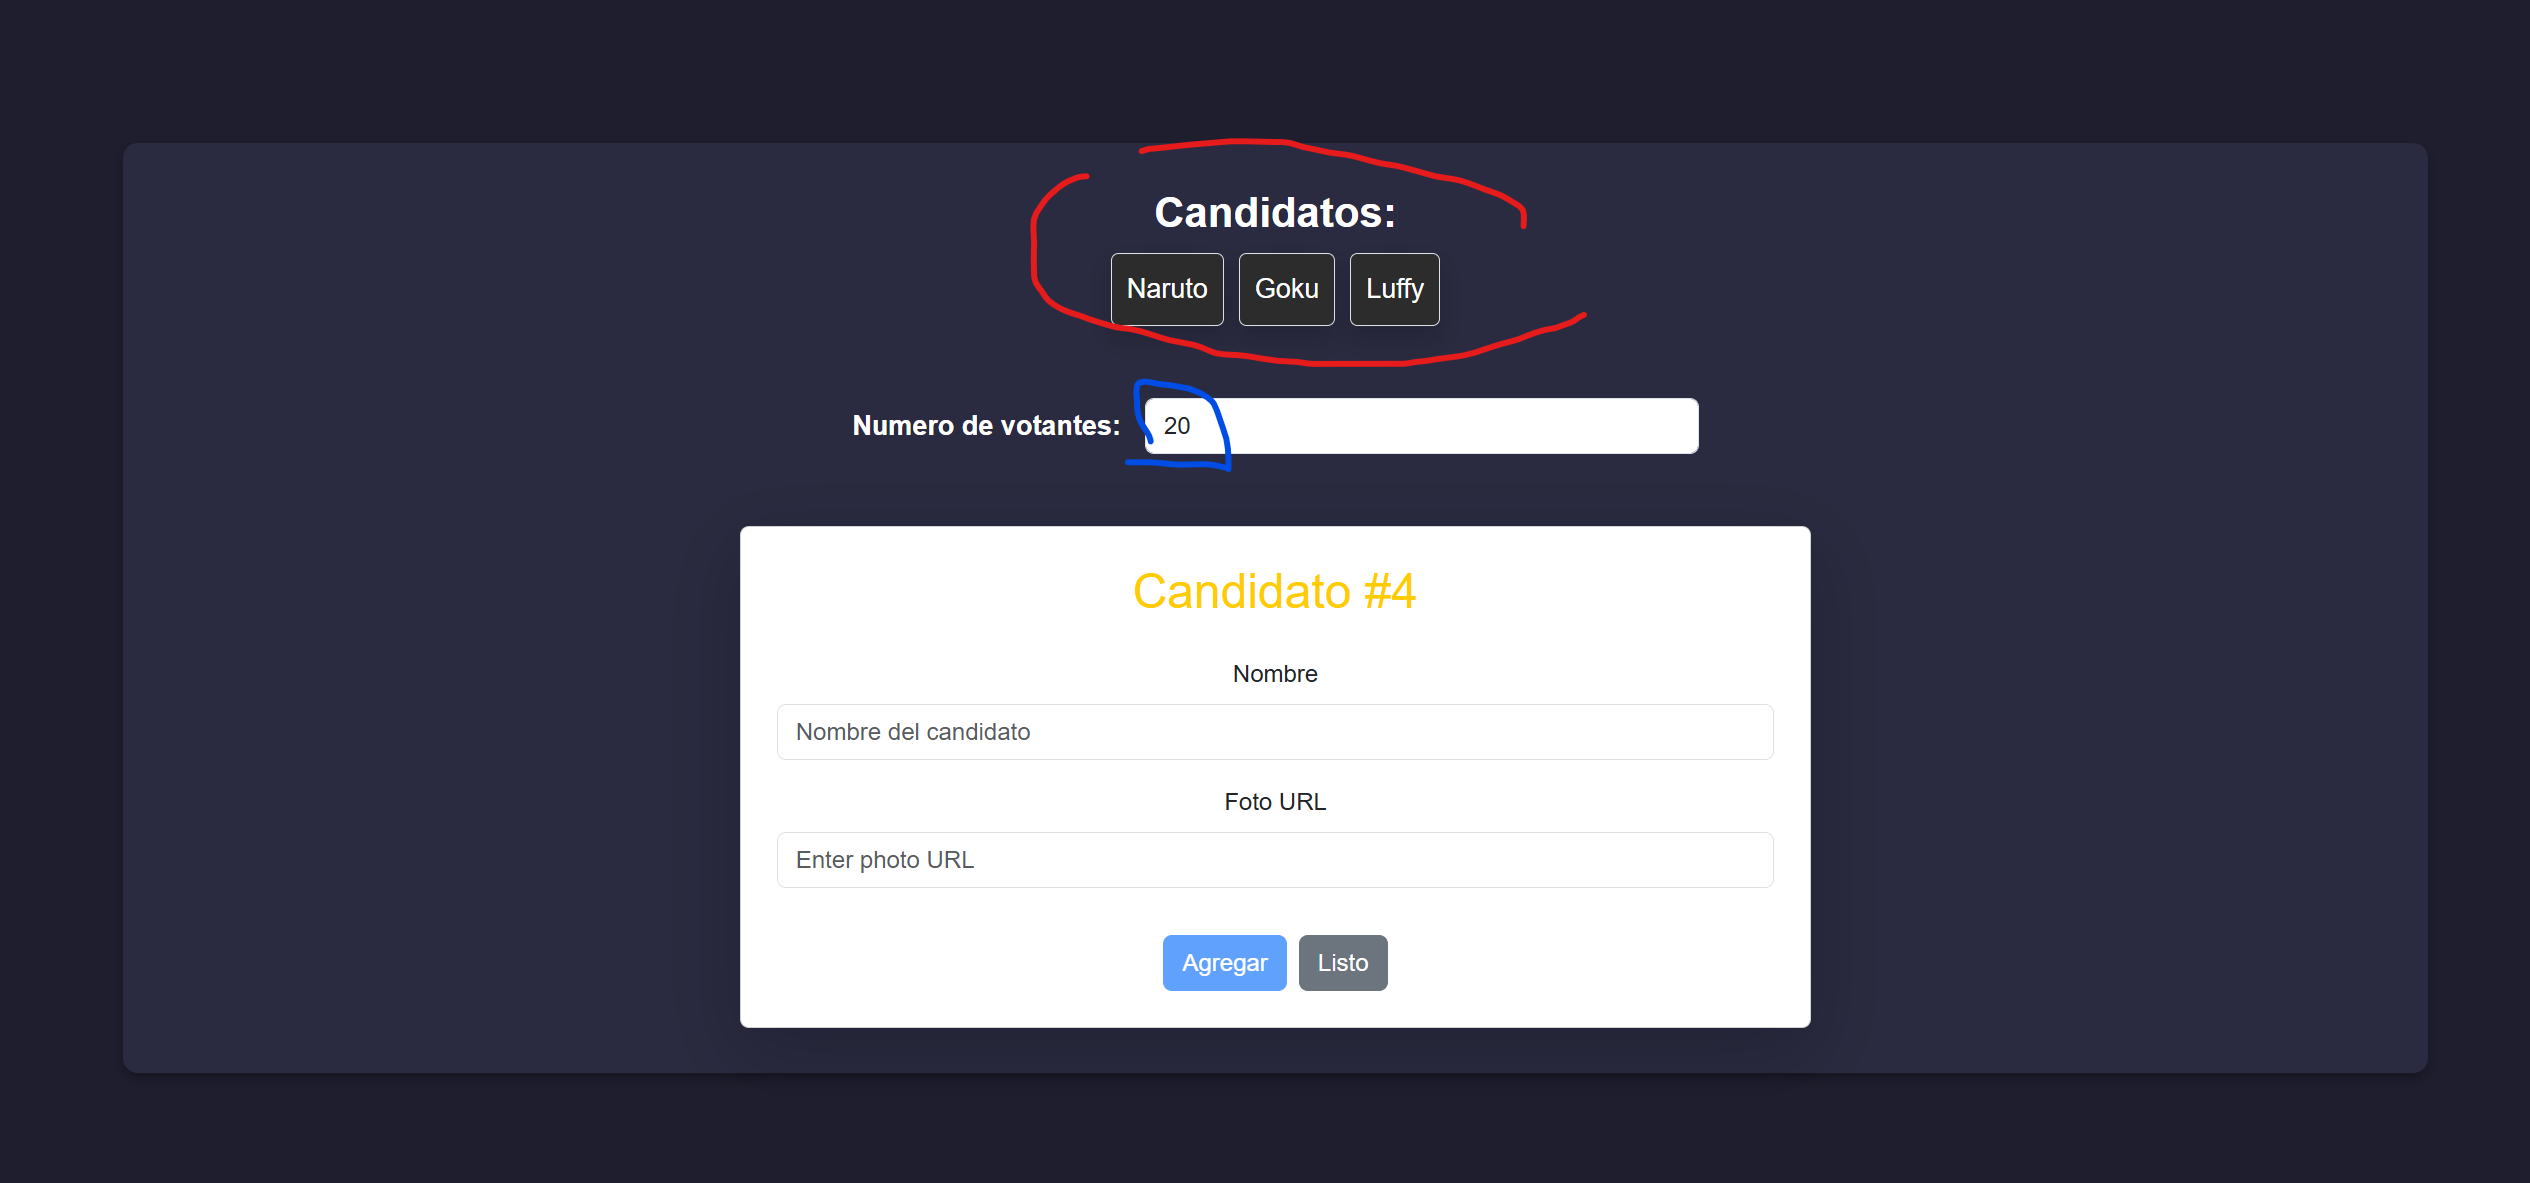 Candidatos:
Naruto Goku Luffy
Numero de votantes: 20
Candidato #4
Nombre
Nombre del candidato
Foto URL
Enter photo URL
Agregar Listo